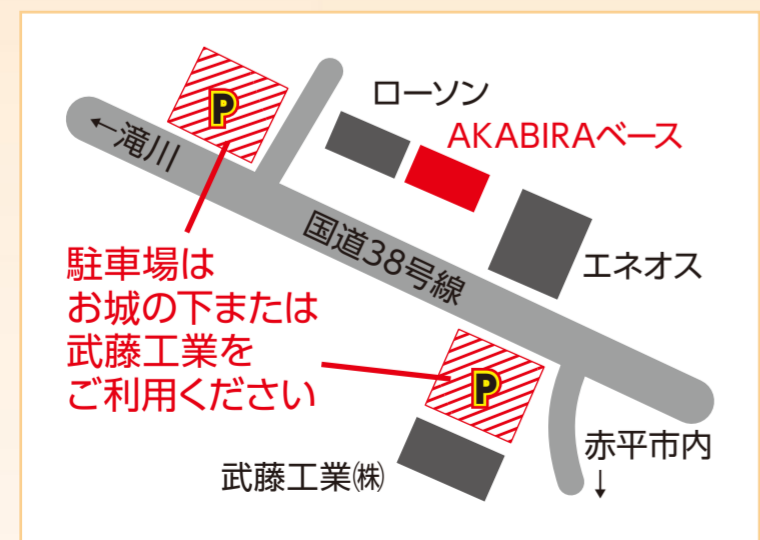 P
ローソン
AKABIRAベース
←滝川
国道38号線
エネオス
駐車場は
お城の下または
武藤工業を
ご利用ください
P
武藤工業㈱
赤平市内
↓